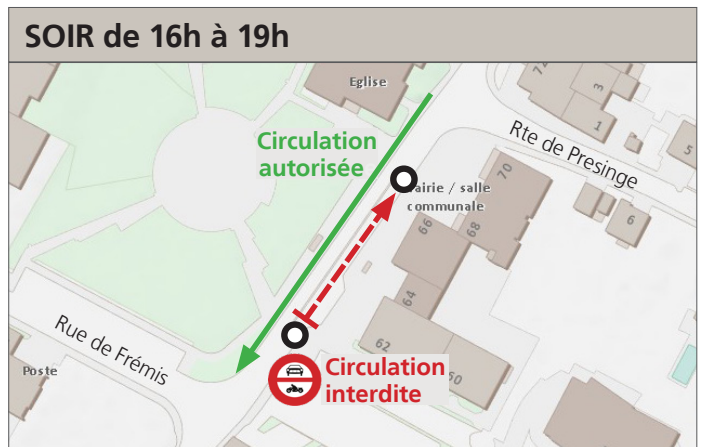 SOIR de 16h à 19h
Eglise
72
3
1
5
Rte de Presinge
Circulation
autorisée
airie / salle
communale
70
68
66
6
64
62
60
Rue de Frémis
Poste
Circulation
interdite